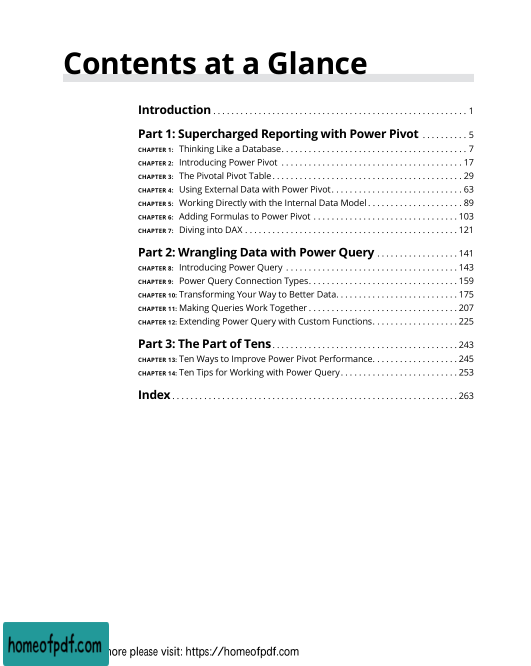 Contents at a Glance
Introduction . . . . . . . . . . . . . . . . . . . . . . . . . . . . . . . . . . . . . . . . . . . . . . . . . . . . . . . . 1
Part 1: Supercharged Reporting with Power Pivot . . . . . . . . . . 5
CHAPTER 1: Thinking Like a Database. . . . . . . . . . . . . . . . . . . . . . . . . . . . . . . . . . . . . . . . 7
CHAPTER 2: Introducing Power Pivot . . . . . . . . . . . . . . . . . . . . . . . . . . . . . . . . . . . . . . . 17
CHAPTER 3: The Pivotal Pivot Table . . . . . . . . . . . . . . . . . . . . . . . . . . . . . . . . . . . . . . . . . 29
CHAPTER 4: Using External Data with Power Pivot. . . . . . . . . . . . . . . . . . . . . . . . . . . . 63
CHAPTER 5: Working Directly with the Internal Data Model . . . . . . . . . . . . . . . . . . . . 89
CHAPTER 6: Adding Formulas to Power Pivot . . . . . . . . . . . . . . . . . . . . . . . . . . . . . . . 103
CHAPTER 7: Diving into DAX . . . . . . . . . . . . . . . . . . . . . . . . . . . . . . . . . . . . . . . . . . . . . . 121
Part 2: Wrangling Data with Power Query . . . . . . . . . . . . . . . . . . 141
CHAPTER 8: Introducing Power Query . . . . . . . . . . . . . . . . . . . . . . . . . . . . . . . . . . . . . 143
CHAPTER 9: Power Query Connection Types. . . . . . . . . . . . . . . . . . . . . . . . . . . . . . . . 159
CHAPTER 10: Transforming Your Way to Better Data. . . . . . . . . . . . . . . . . . . . . . . . . . 175
CHAPTER 11: Making Queries Work Together . . . . . . . . . . . . . . . . . . . . . . . . . . . . . . . . 207
CHAPTER 12: Extending Power Query with Custom Functions. . . . . . . . . . . . . . . . . . 225
Part 3: The Part of Tens . . . . . . . . . . . . . . . . . . . . . . . . . . . . . . . . . . . . . . . . 243
CHAPTER 13: Ten Ways to Improve Power Pivot Performance. . . . . . . . . . . . . . . . . . 245
CHAPTER 14: Ten Tips for Working with Power Query. . . . . . . . . . . . . . . . . . . . . . . . . 253
Index . . . . . . . . . . . . . . . . . . . . . . . . . . . . . . . . . . . . . . . . . . . . . . . . . . . . . . . . . . . . . . 263
homeofpdf.com
please visit: https://homeofpdf.com